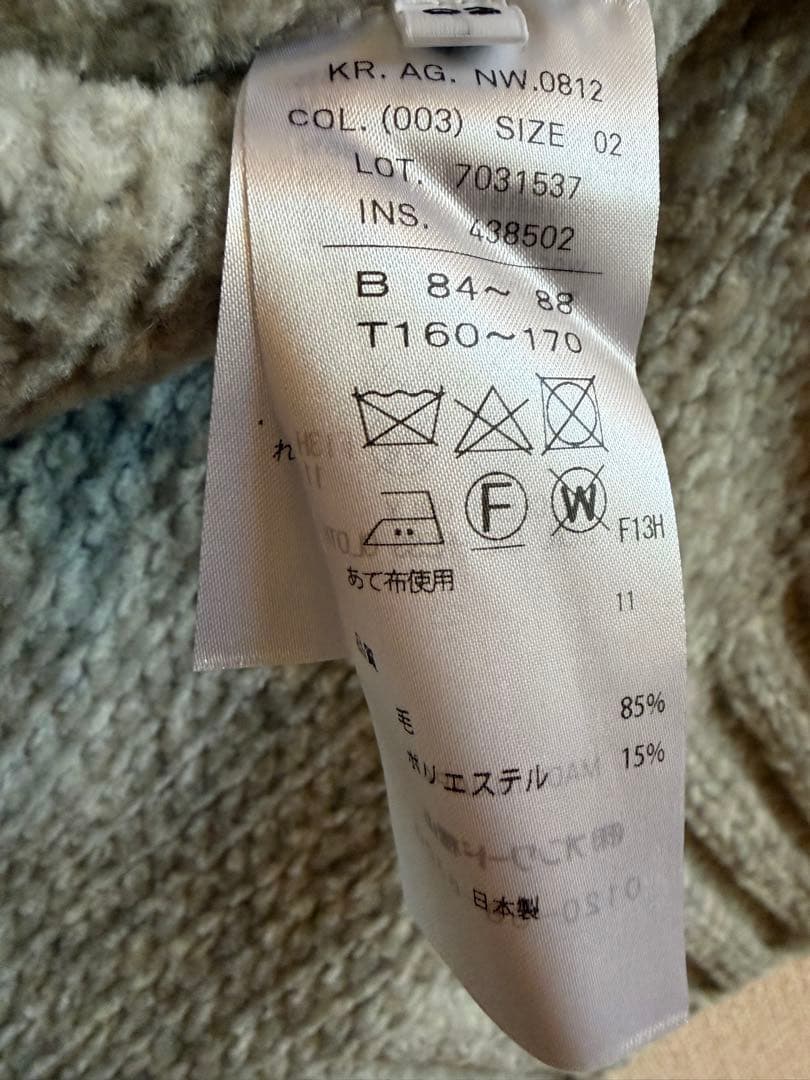 KR. AG. NW.0812
COL. (003) SIZE 02
LOT. 7031537
INS. 438502
B 84～ 88
T160～170
F W F13H
あて布使用
11
毛 85%
ポリエステル 15%
日本製
れ